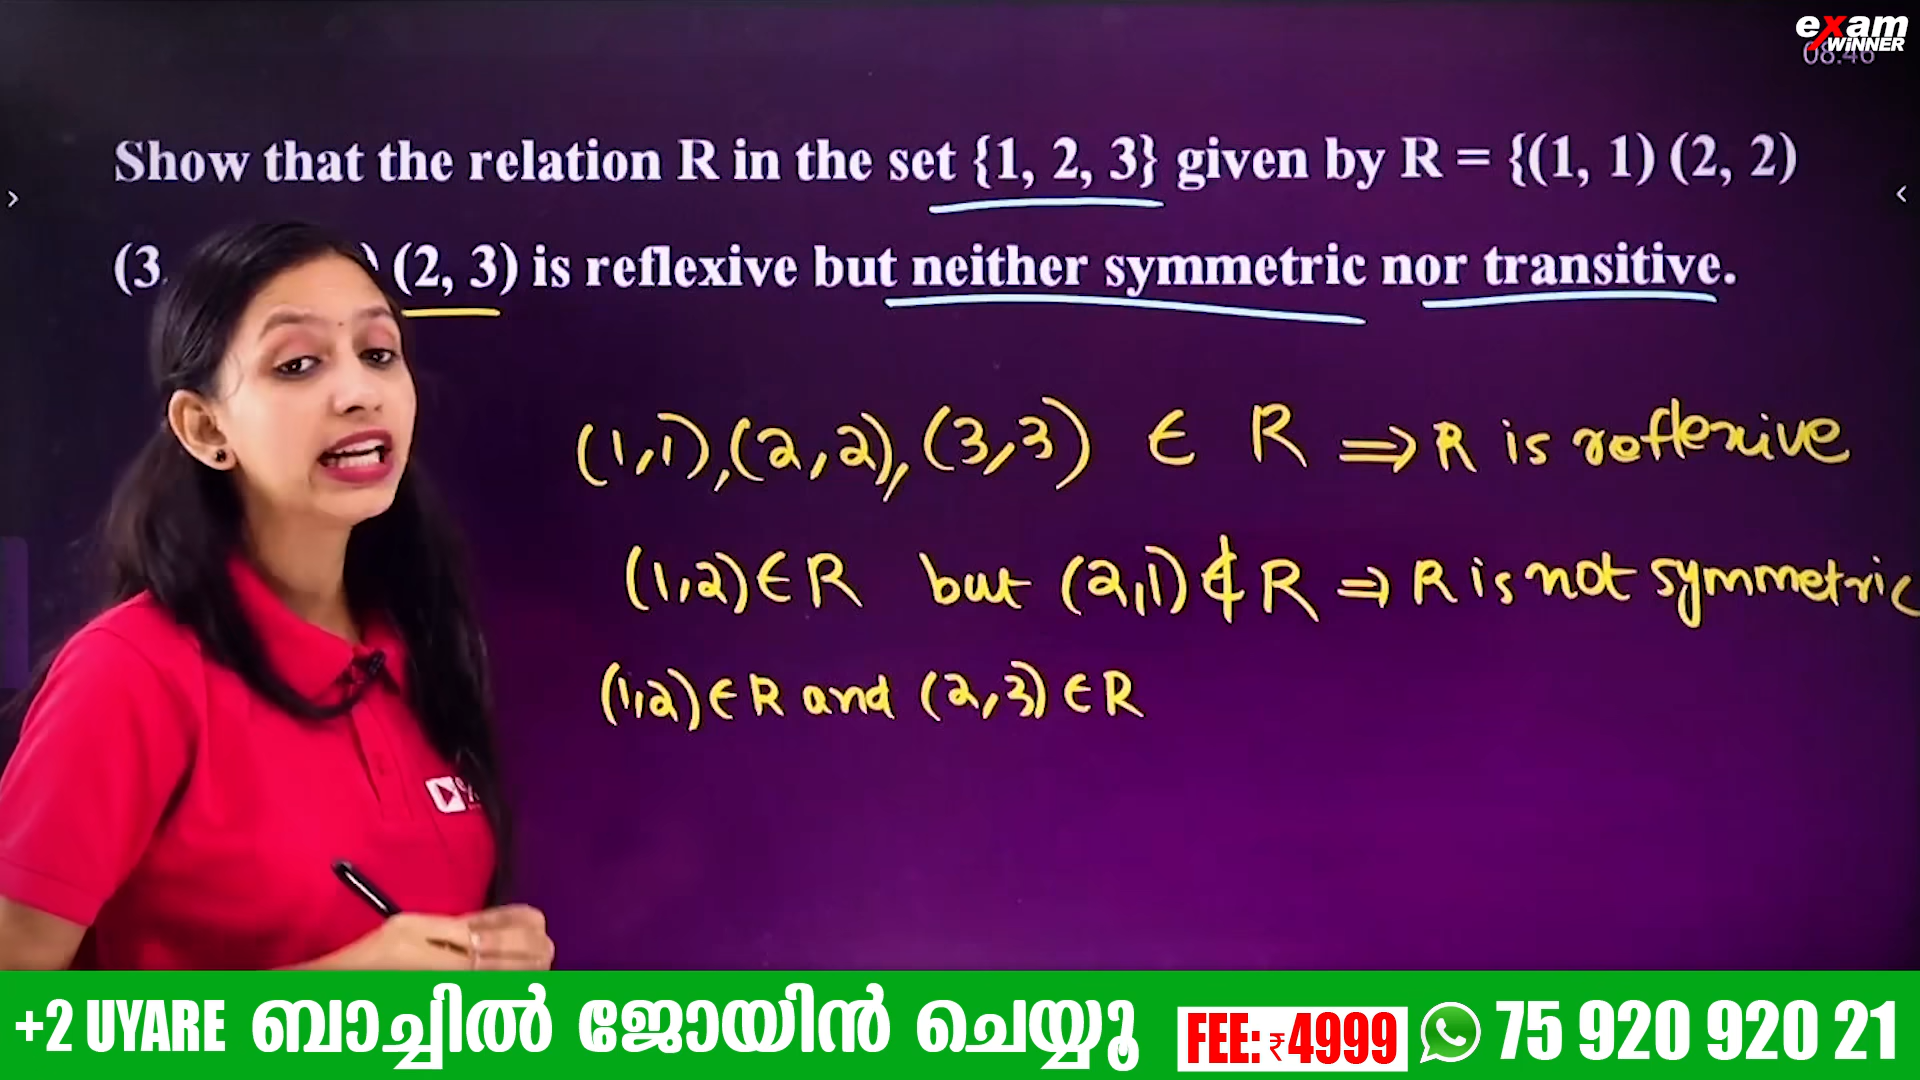 exam
WINNER
08:46
Show that the relation R in the set {1, 2, 3} given by R = {(1, 1) (2, 2)
(3, ) (2, 3) is reflexive but neither symmetric nor transitive.
(1,1),(2,2),(3,3) ∈ R ⇒ R is reflexive
(1,2)∈R but (2,1)∉R ⇒ R is not symmetric
(1,2)∈R and (2,3)∈R
+2 UYARE ബാച്ചിൽ ജോയിൻ ചെയ്യൂ FEE: ₹4999 75 920 920 21